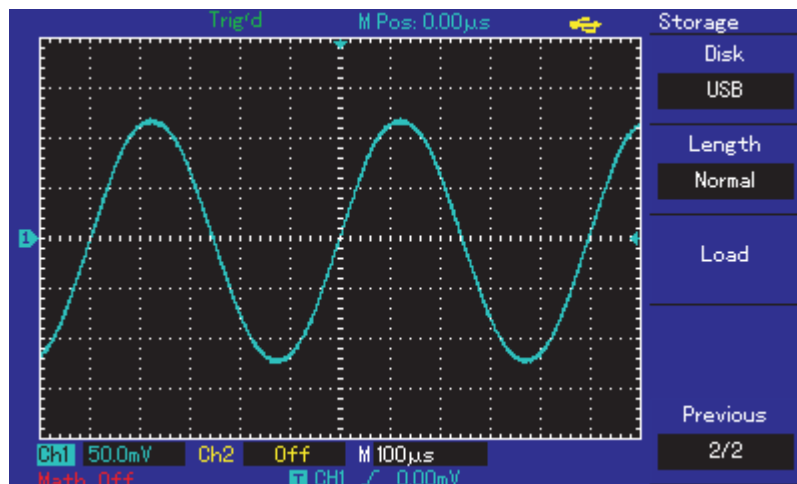 Trig'd M Pos: 0.00μs Storage
Disk
USB
Length
Normal
1
Load
Previous
2/2
Ch1 50.0mV Ch2 Off M 100μs
Math Off T CH1 / 0.00mV